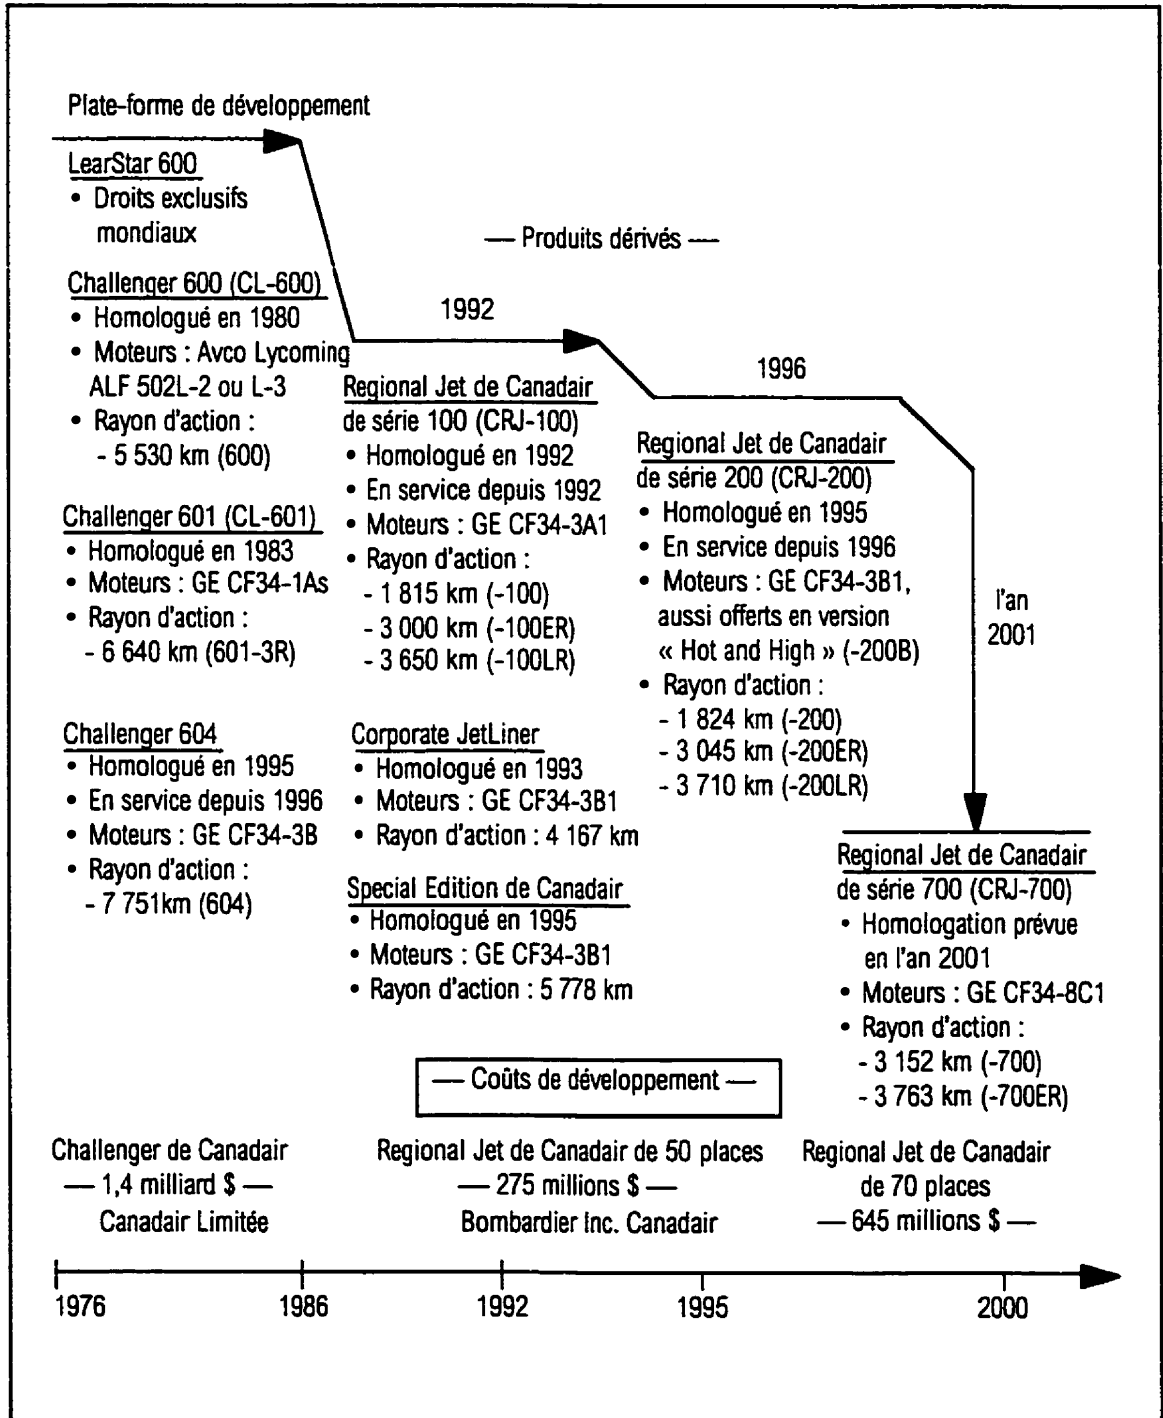 Plate-forme de développement
LearStar 600
• Droits exclusifs
mondiaux
— Produits dérivés —
Challenger 600 (CL-600)
• Homologué en 1980
• Moteurs : Avco Lycoming
ALF 502L-2 ou L-3
• Rayon d'action :
- 5 530 km (600)
Challenger 601 (CL-601)
• Homologué en 1983
• Moteurs : GE CF34-1As
• Rayon d'action :
- 6 640 km (601-3R)
Challenger 604
• Homologué en 1995
• En service depuis 1996
• Moteurs : GE CF34-3B
• Rayon d'action :
- 7 751km (604)
1992
Regional Jet de Canadair
de série 100 (CRJ-100)
• Homologué en 1992
• En service depuis 1992
• Moteurs : GE CF34-3A1
• Rayon d'action :
- 1 815 km (-100)
- 3 000 km (-100ER)
- 3 650 km (-100LR)
Corporate JetLiner
• Homologué en 1993
• Moteurs : GE CF34-3B1
• Rayon d'action : 4 167 km
Special Edition de Canadair
• Homologué en 1995
• Moteurs : GE CF34-3B1
• Rayon d'action : 5 778 km
1996
Regional Jet de Canadair
de série 200 (CRJ-200)
• Homologué en 1995
• En service depuis 1996
• Moteurs : GE CF34-3B1,
aussi offerts en version
« Hot and High » (-200B)
• Rayon d'action :
- 1 824 km (-200)
- 3 045 km (-200ER)
- 3 710 km (-200LR)
l'an
2001
Regional Jet de Canadair
de série 700 (CRJ-700)
• Homologation prévue
en l'an 2001
• Moteurs : GE CF34-8C1
• Rayon d'action :
- 3 152 km (-700)
- 3 763 km (-700ER)
— Coûts de développement —
Challenger de Canadair
— 1,4 milliard $ —
Canadair Limitée
Regional Jet de Canadair de 50 places
— 275 millions $ —
Bombardier Inc. Canadair
Regional Jet de Canadair
de 70 places
— 645 millions $ —
1976
1986
1992
1995
2000